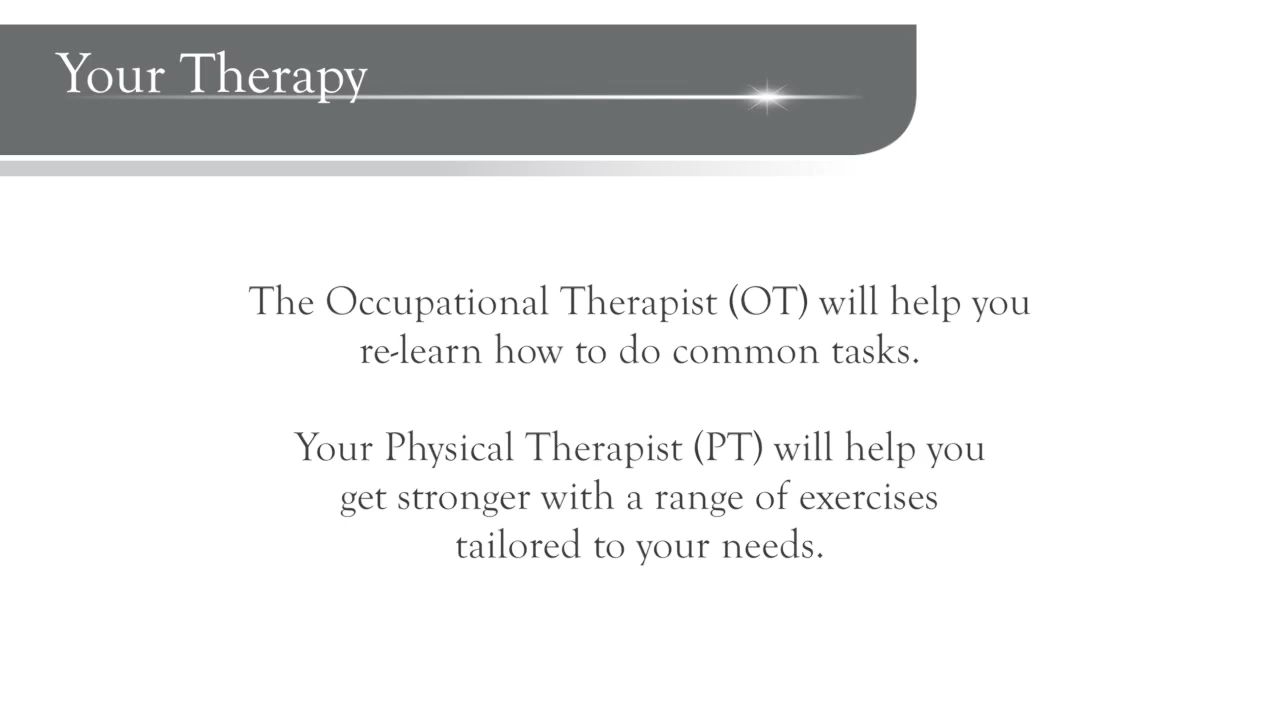 Your Therapy
The Occupational Therapist (OT) will help you
re-learn how to do common tasks.
Your Physical Therapist (PT) will help you
get stronger with a range of exercises
tailored to your needs.